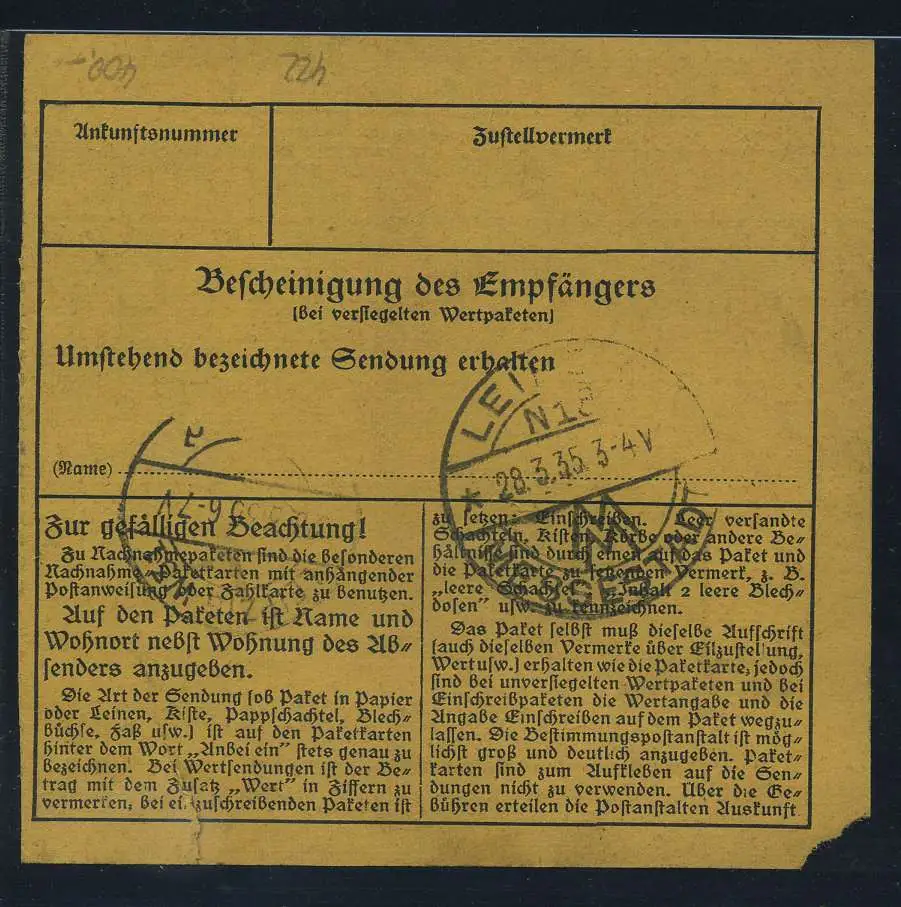 400,-
422
Ankunftsnummer
Zustellvermerk
Bescheinigung des Empfängers
(Bei versiegelten Wertpaketen)
Umstehend bezeichnete Sendung erhalten
(Name)
LEI
N18
* 28.3.35 3-4V
Zur gefälligen Beachtung!
Zu Nachnahmepaketen sind die besonderen
Nachnahme-Paketkarten mit anhängender
Postanweisung oder Zahlkarte zu benutzen.
Auf den Paketen ist Name und
Wohnort nebst Wohnung des Ab-
senders anzugeben.
Die Art der Sendung (ob Paket in Papier
oder Leinen, Kiste, Pappschachtel, Blech-
büchse, Faß usw.) ist auf den Paketkarten
hinter dem Wort „Anbei ein" stets genau zu
bezeichnen. Bei Wertsendungen ist der Be-
trag mit dem Zusatz „Wert" in Ziffern zu
vermerken; bei einzuschreibenden Paketen ist
zu setzen: Einschreiben. Leer versandte
Schachteln, Kisten, Körbe oder andere Be-
hältnisse sind durch einen auf das Paket und
die Paketkarte zu setzenden Vermerk, z. B.
„leere Schachtel", Inhalt 2 leere Blech-
dosen" usw. zu kennzeichnen.
Das Paket selbst muß dieselbe Aufschrift
(auch dieselben Vermerke über Eilzustellung,
Wert usw.) erhalten wie die Paketkarte; jedoch
sind bei unversiegelten Wertpaketen und bei
Einschreibpaketen die Wertangabe und die
Angabe Einschreiben auf dem Paket wegzu-
lassen. Die Bestimmungspostanstalt ist mög-
lichst groß und deutlich anzugeben. Paket-
karten sind zum Aufkleben auf die Sen-
dungen nicht zu verwenden. Über die Ge-
bühren erteilen die Postanstalten Auskunft.